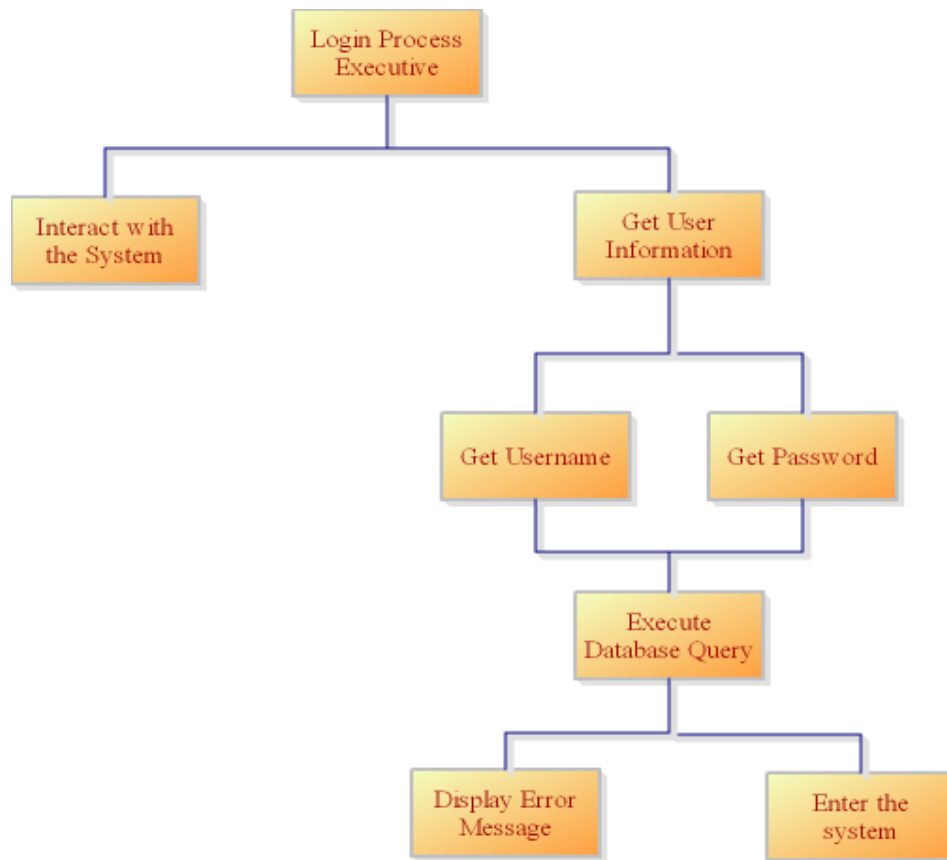 Login Process
Executive
Interact with
the System
Get User
Information
Get Username
Get Password
Execute
Database Query
Display Error
Message
Enter the
system